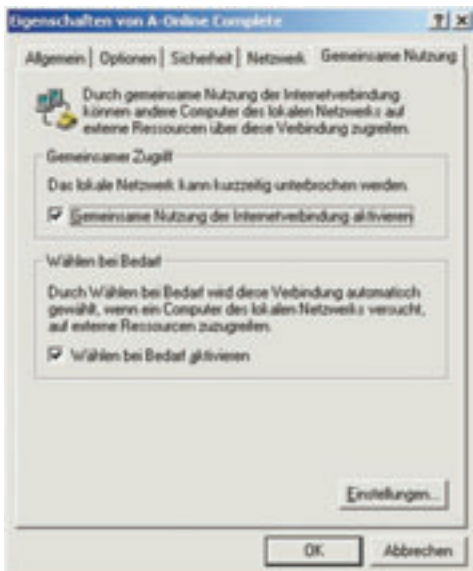 Eigenschaften von A-Online Complete
Allgemein
Optionen
Sicherheit
Netzwerk
Gemeinsame Nutzung
Durch gemeinsame Nutzung der Internetverbindung
können andere Computer des lokalen Netzwerks auf
externe Ressourcen über diese Verbindung zugreifen.
Gemeinsamer Zugriff
Das lokale Netzwerk kann kurzzeitig unterbrochen werden.
Gemeinsame Nutzung der Internetverbindung aktivieren
Wählen bei Bedarf
Durch Wählen bei Bedarf wird diese Verbindung automatisch
gewählt, wenn ein Computer des lokalen Netzwerks versucht,
auf externe Ressourcen zuzugreifen.
Wählen bei Bedarf aktivieren
Einstellungen...
OK
Abbrechen